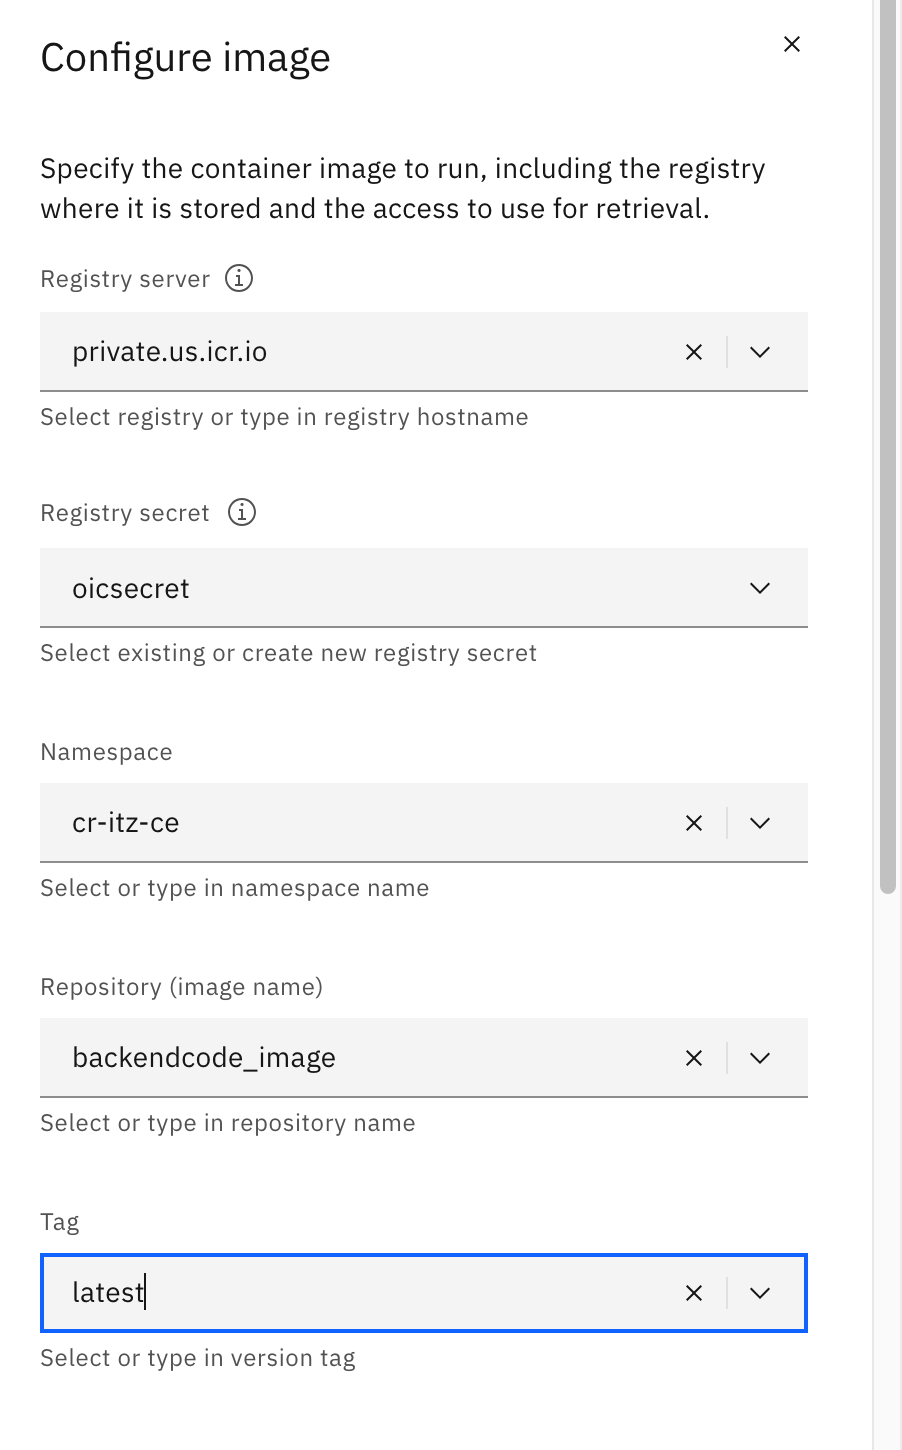 Configure image
Specify the container image to run, including the registry
where it is stored and the access to use for retrieval.
Registry server
private.us.icr.io
Select registry or type in registry hostname
Registry secret
oicsecret
Select existing or create new registry secret
Namespace
cr-itz-ce
Select or type in namespace name
Repository (image name)
backendcode_image
Select or type in repository name
Tag
latest
Select or type in version tag